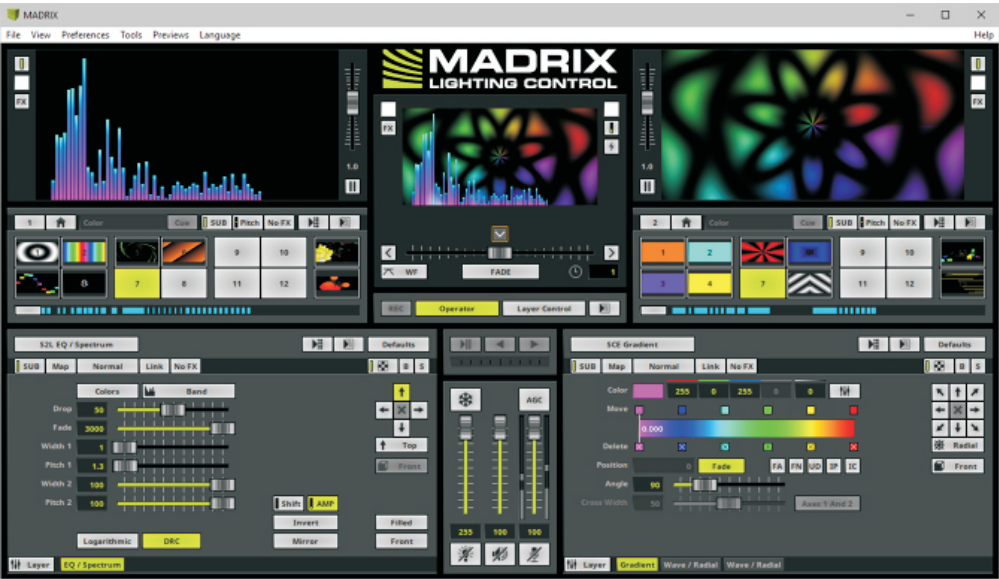 MADRIX
File View Preferences Tools Previews Language Help
MADRIX
LIGHTING CONTROL
FX
FX
FX
1.0
1.0
1 Color Cue SUB Pitch No FX
2 Color Cue SUB Pitch No FX
9 10
7 8 11 12
8
1 2 9 10
3 4 7 11 12
WF FADE 1
REC Operator Layer Control
S2L EQ / Spectrum Defaults
SUB Map Normal Link No FX B S
Colors Band
Drop 50
Fade 3000
Width 1 1
Pitch 1 1.3
Width 2 100
Pitch 2 100
Top
Front
Shift AMP
Invert Filled
Mirror Front
Logarithmic DRC
Layer EQ / Spectrum
AGC
255 100 100
SCE Gradient Defaults
SUB Map Normal Link No FX B S
Color 255 0 255 0 0
Move
0.000
Delete
Position 0 Fade FA FN UD IP IC
Angle 90
Cross Width 50 Axes 1 And 2
Radial
Front
Layer Gradient Wave / Radial Wave / Radial